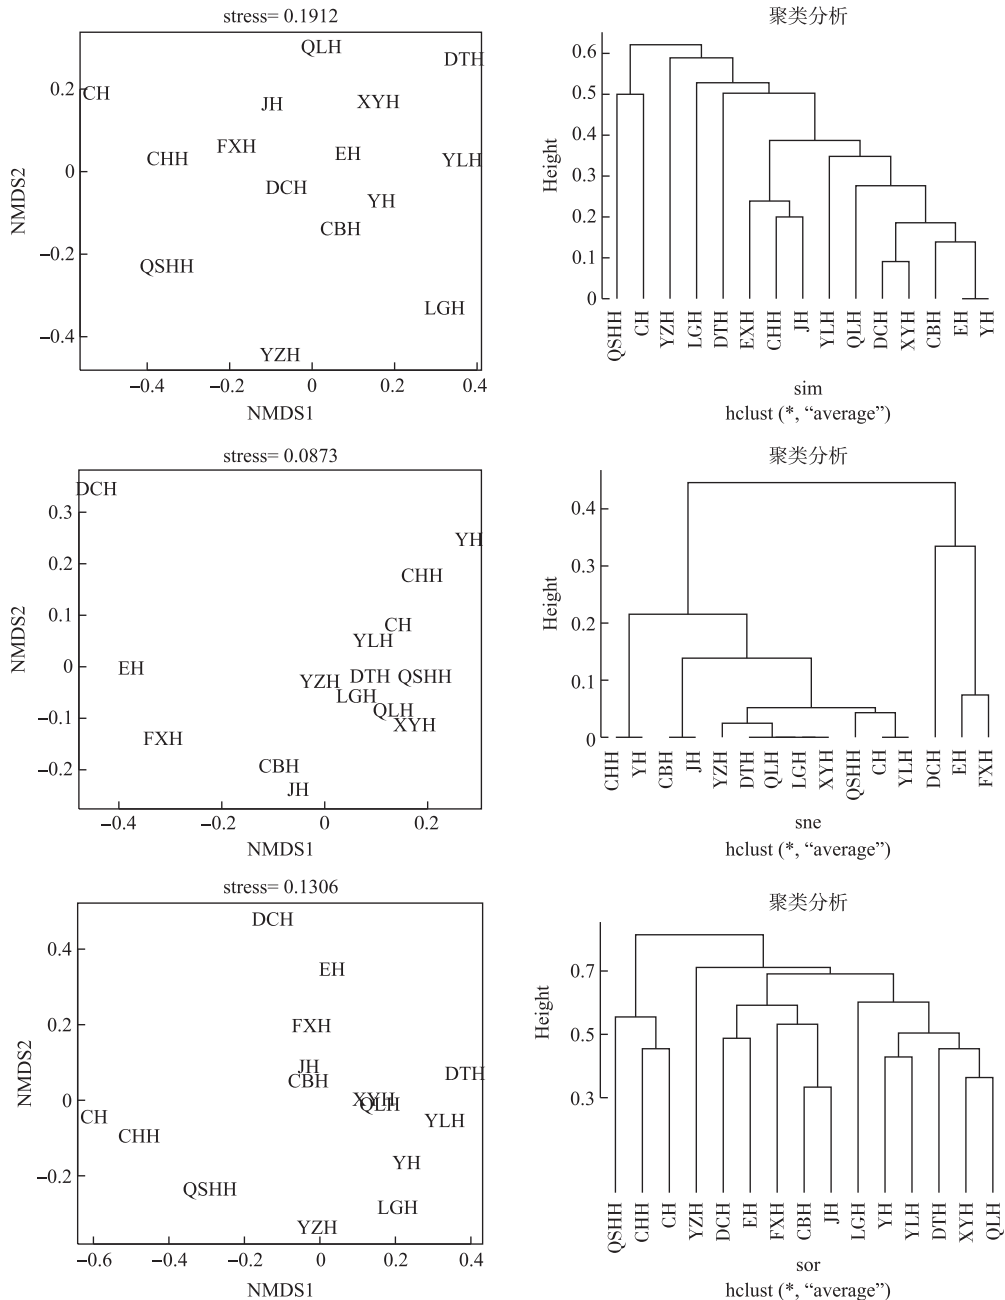 stress= 0.1912
QLH
DTH
CH
JH
XYH
FXH
EH
CHH
YLH
DCH
YH
CBH
QSHH
LGH
YZH
0.2
0
−0.2
−0.4
NMDS2
−0.4
−0.2
0
0.2
0.4
NMDS1
聚类分析
0.6
0.5
0.4
0.3
0.2
0.1
0
Height
QSHH
CH
YZH
LGH
DTH
EXH
CHH
JH
YLH
QLH
DCH
XYH
CBH
EH
YH
sim
hclust (*, “average”)
stress= 0.0873
DCH
YH
CHH
CH
YLH
EH
DTH
QSHH
YZH
LGH
QLH
XYH
FXH
CBH
JH
0.3
0.2
0.1
0
−0.1
−0.2
NMDS2
−0.4
−0.2
0
0.2
NMDS1
聚类分析
0.4
0.3
0.2
0.1
0
Height
CHH
YH
CBH
JH
YZH
DTH
QLH
LGH
XYH
QSHH
CH
YLH
DCH
EH
FXH
sne
hclust (*, “average”)
stress= 0.1306
DCH
EH
FXH
JH
CBH
DTH
XYH
QLH
CH
YLH
CHH
YH
QSHH
LGH
YZH
0.4
0.2
0
−0.2
NMDS2
−0.6
−0.4
−0.2
0
0.2
0.4
NMDS1
聚类分析
0.7
0.5
0.3
Height
QSHH
CHH
CH
YZH
DCH
EH
FXH
CBH
JH
LGH
YH
YLH
DTH
XYH
QLH
sor
hclust (*, “average”)